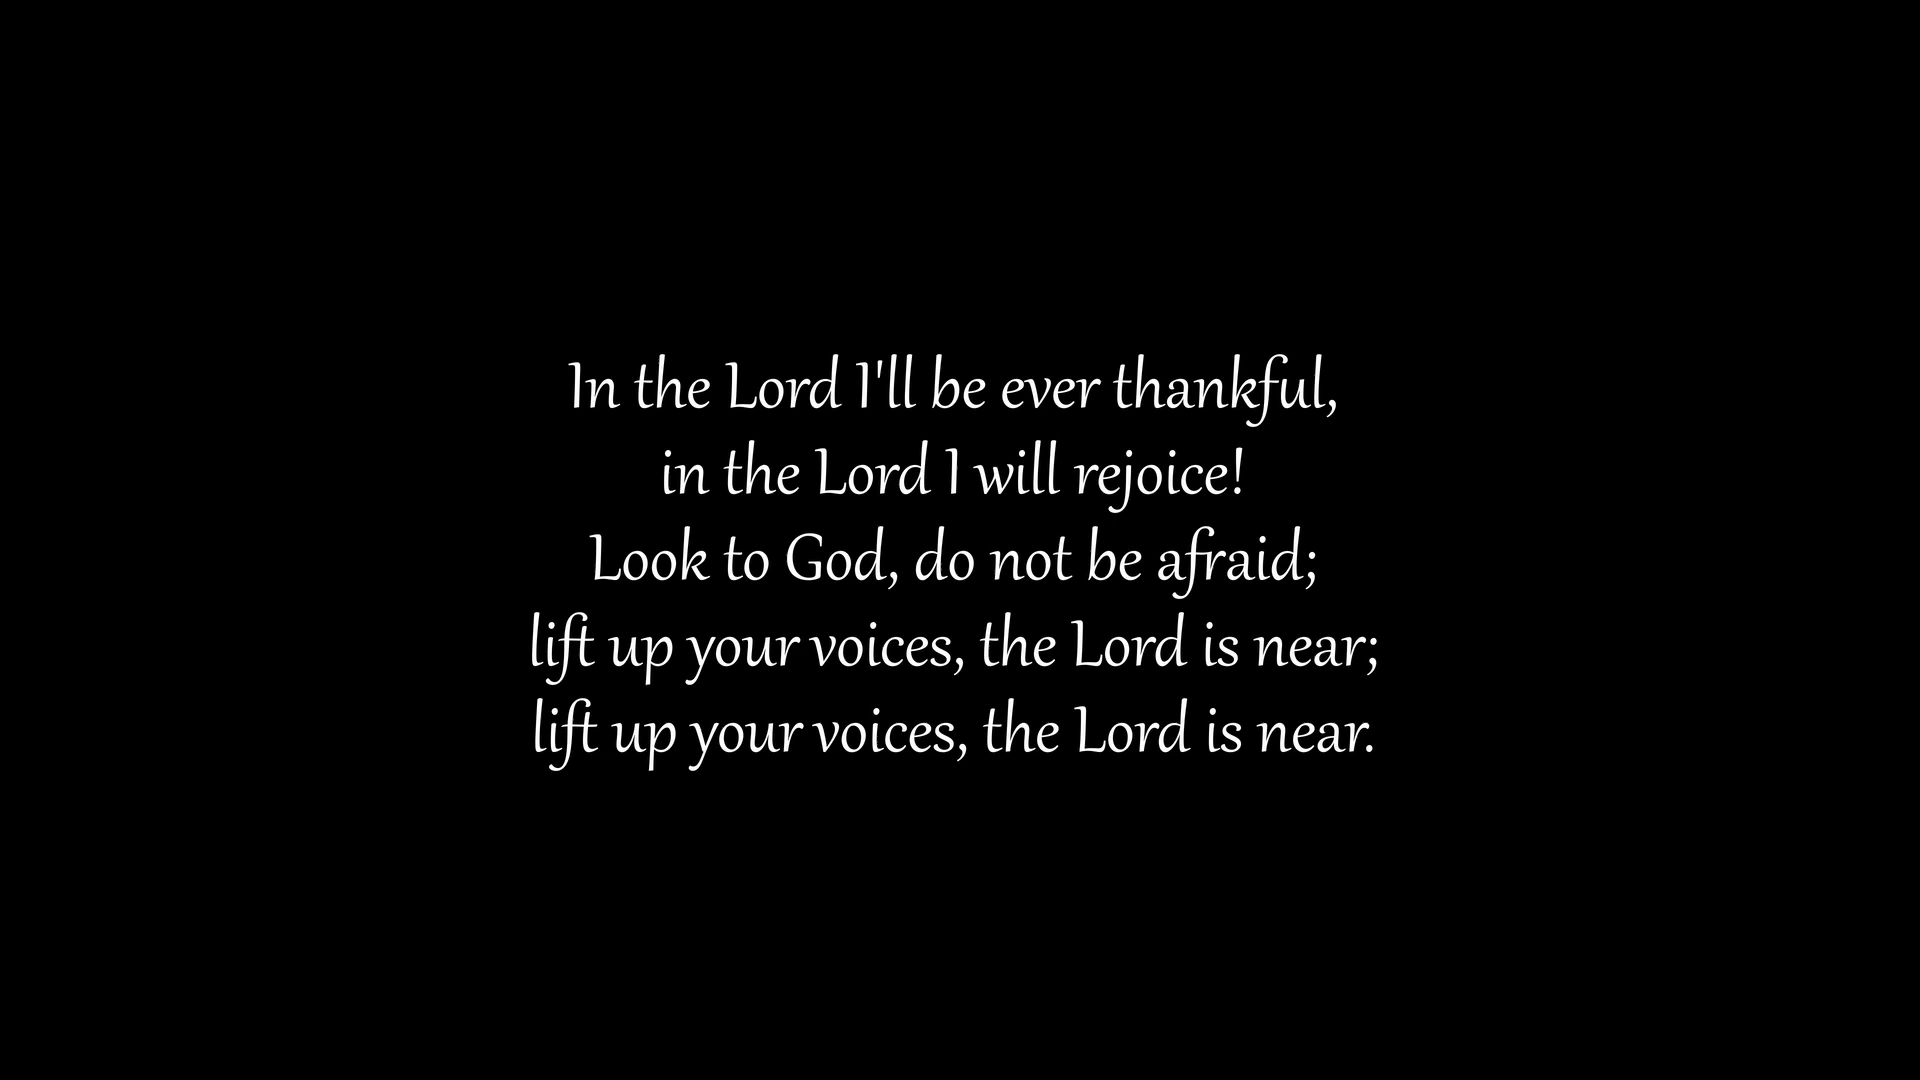 In the Lord I'll be ever thankful,
in the Lord I will rejoice!
Look to God, do not be afraid;
lift up your voices, the Lord is near;
lift up your voices, the Lord is near.